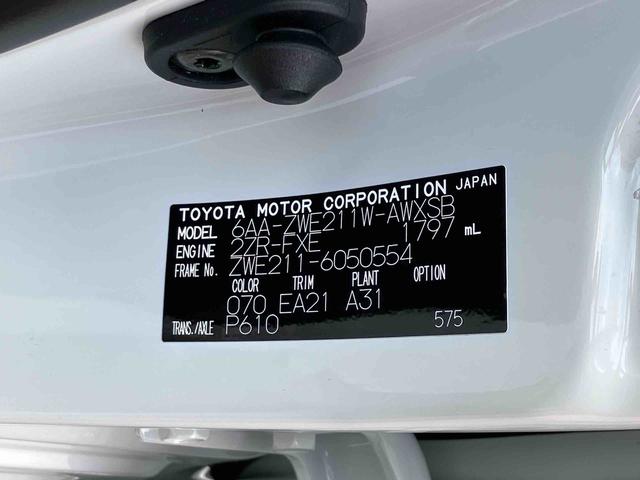 TOYOTA MOTOR CORPORATION JAPAN
MODEL 6AA-ZWE211W-AWXSB
ENGINE 2ZR-FXE 1797 mL
FRAME No. ZWE211-6050554
COLOR TRIM PLANT OPTION
070 EA21 A31
TRANS./AXLE P610 575